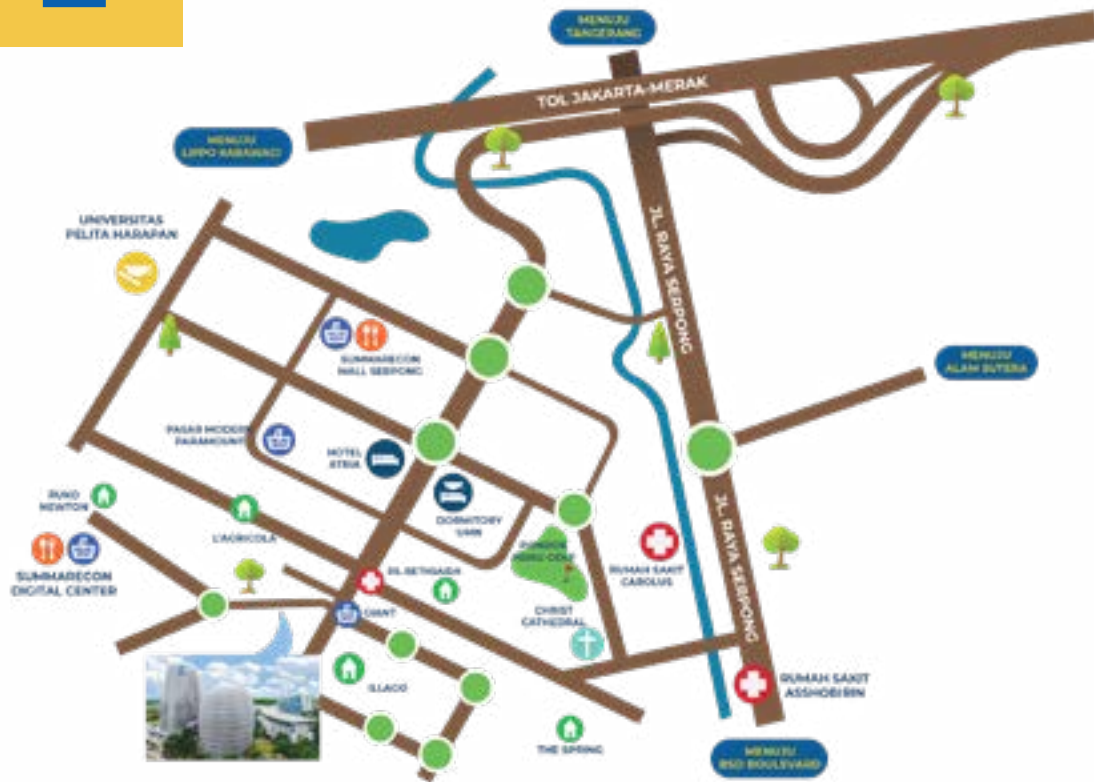 MENUJU
TANGERANG
TOL JAKARTA-MERAK
MENUJU
LIPPO KARAWACI
UNIVERSITAS
PELITA HARAPAN
JL. RAYA SERPONG
SUMMARECON
MALL SERPONG
MENUJU
ALAM SUTERA
PASAR MODERN
PARAMOUNT
HOTEL
ATRIA
RUKO
NEWTON
L'AGRICOLA
DORMITORY
UMN
JL. RAYA SERPONG
SUMMARECON
DIGITAL CENTER
RS. BETHSAIDA
RUMAH SAKIT
CAROLUS
GIANT
CHRIST
CATHEDRAL
ILLAGO
RUMAH SAKIT
ASSHOBIRIN
THE SPRING
MENUJU
BSD BOULEVARD